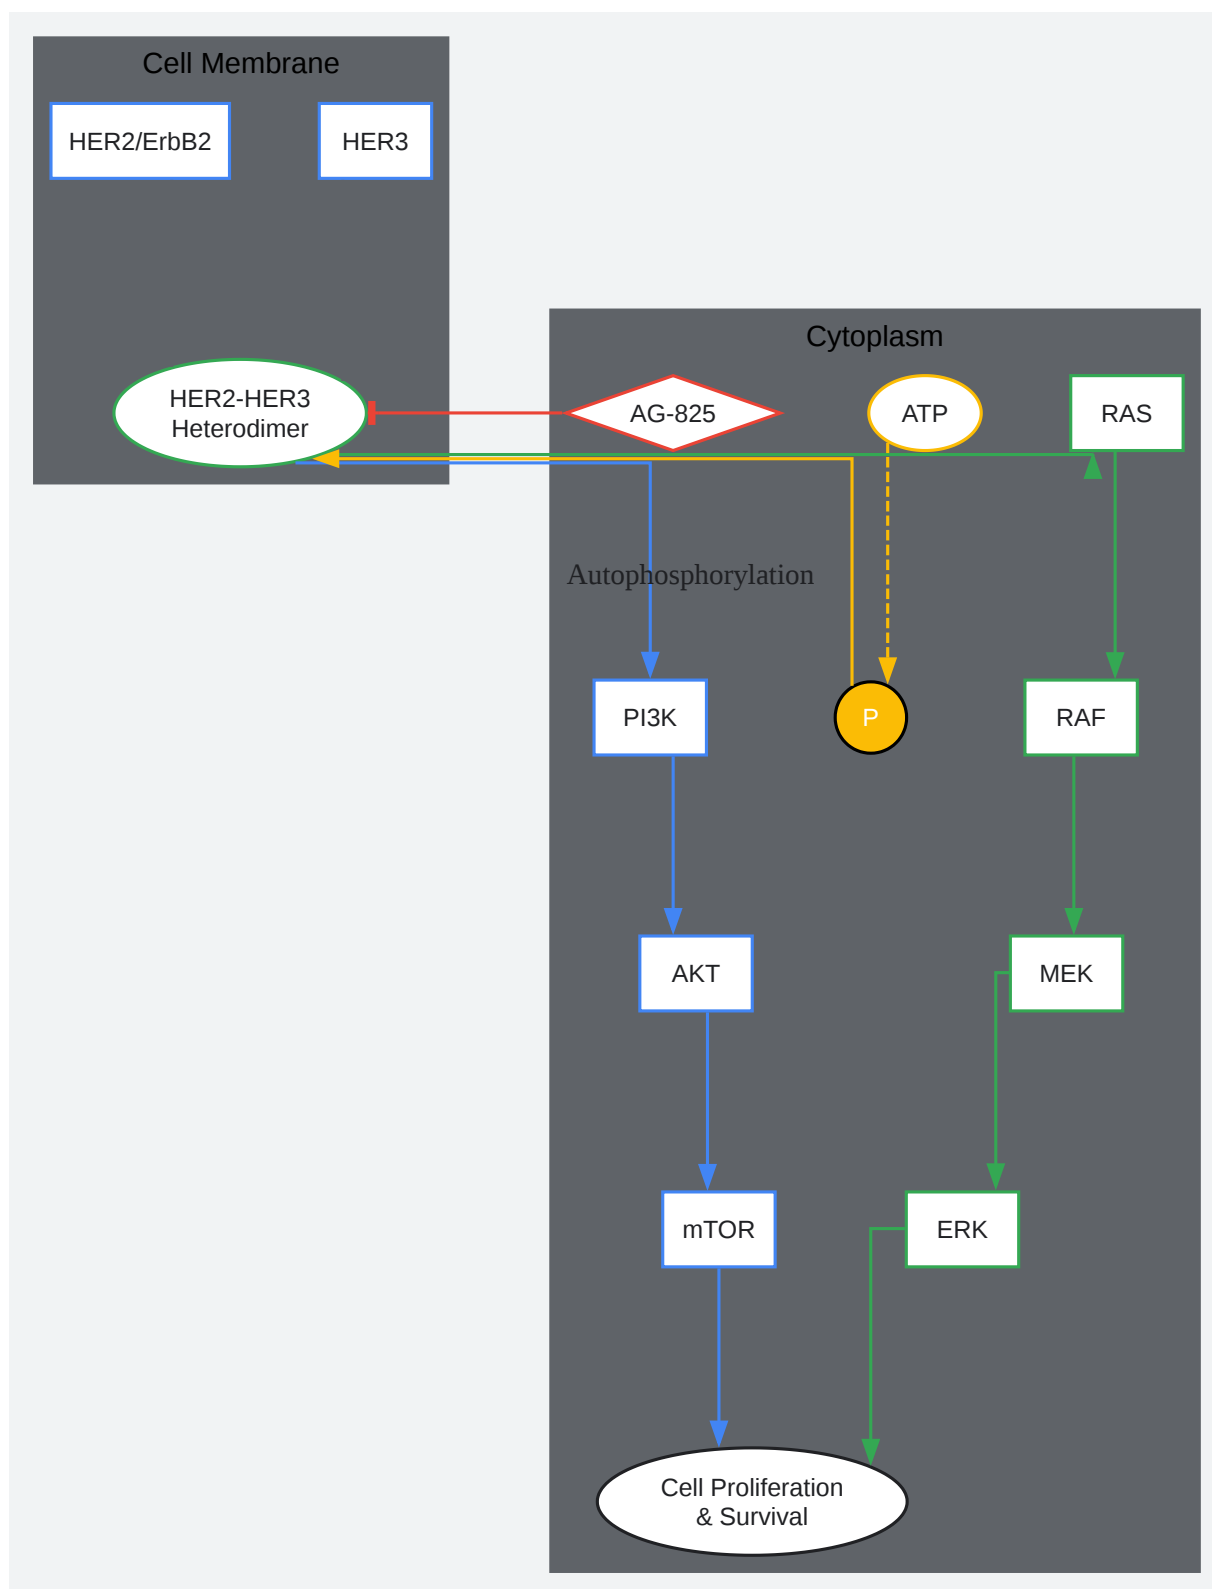 Cell Membrane
HER2/ErbB2
HER3
HER2-HER3
Heterodimer
Cytoplasm
AG-825
ATP
RAS
Autophosphorylation
PI3K
P
RAF
AKT
MEK
mTOR
ERK
Cell Proliferation
& Survival